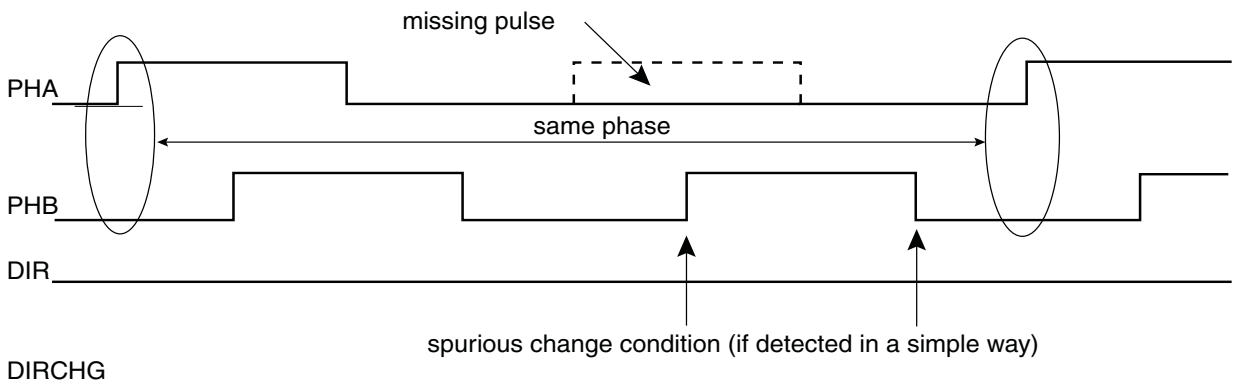 missing pulse
PHA
same phase
PHB
DIR
spurious change condition (if detected in a simple way)
DIRCHG